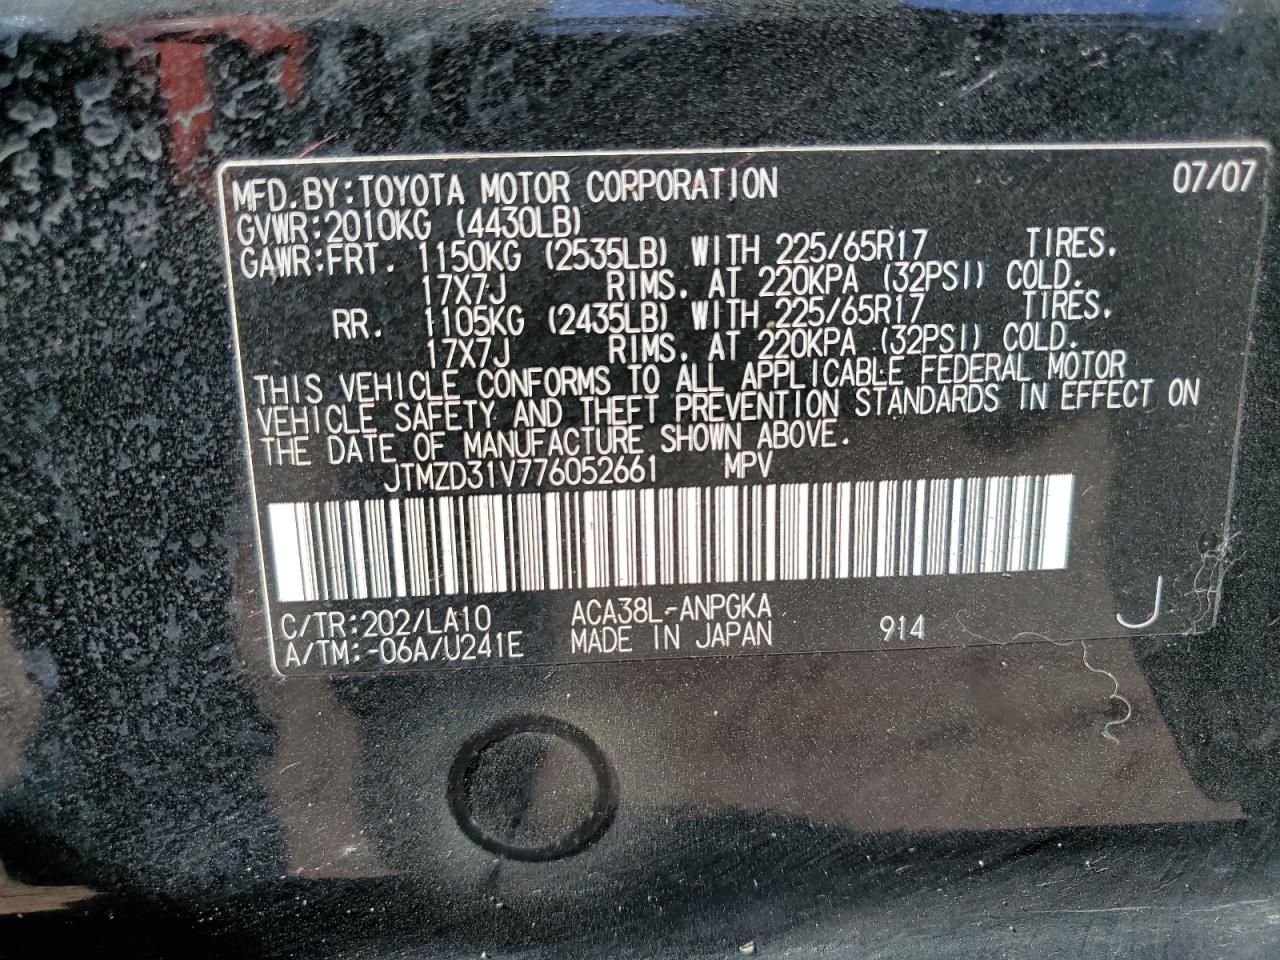 MFD.BY:TOYOTA MOTOR CORPORATION 07/07
GVWR:2010KG (4430LB)
GAWR:FRT. 1150KG (2535LB) WITH 225/65R17 TIRES.
17X7J RIMS. AT 220KPA (32PSI) COLD.
RR. 1105KG (2435LB) WITH 225/65R17 TIRES.
17X7J RIMS. AT 220KPA (32PSI) COLD.
THIS VEHICLE CONFORMS TO ALL APPLICABLE FEDERAL MOTOR
VEHICLE SAFETY AND THEFT PREVENTION STANDARDS IN EFFECT ON
THE DATE OF MANUFACTURE SHOWN ABOVE.
JTMZD31V776052661 MPV
C/TR:202/LA10 ACA38L-ANPGKA
A/TM:-06A/U241E MADE IN JAPAN 914 J